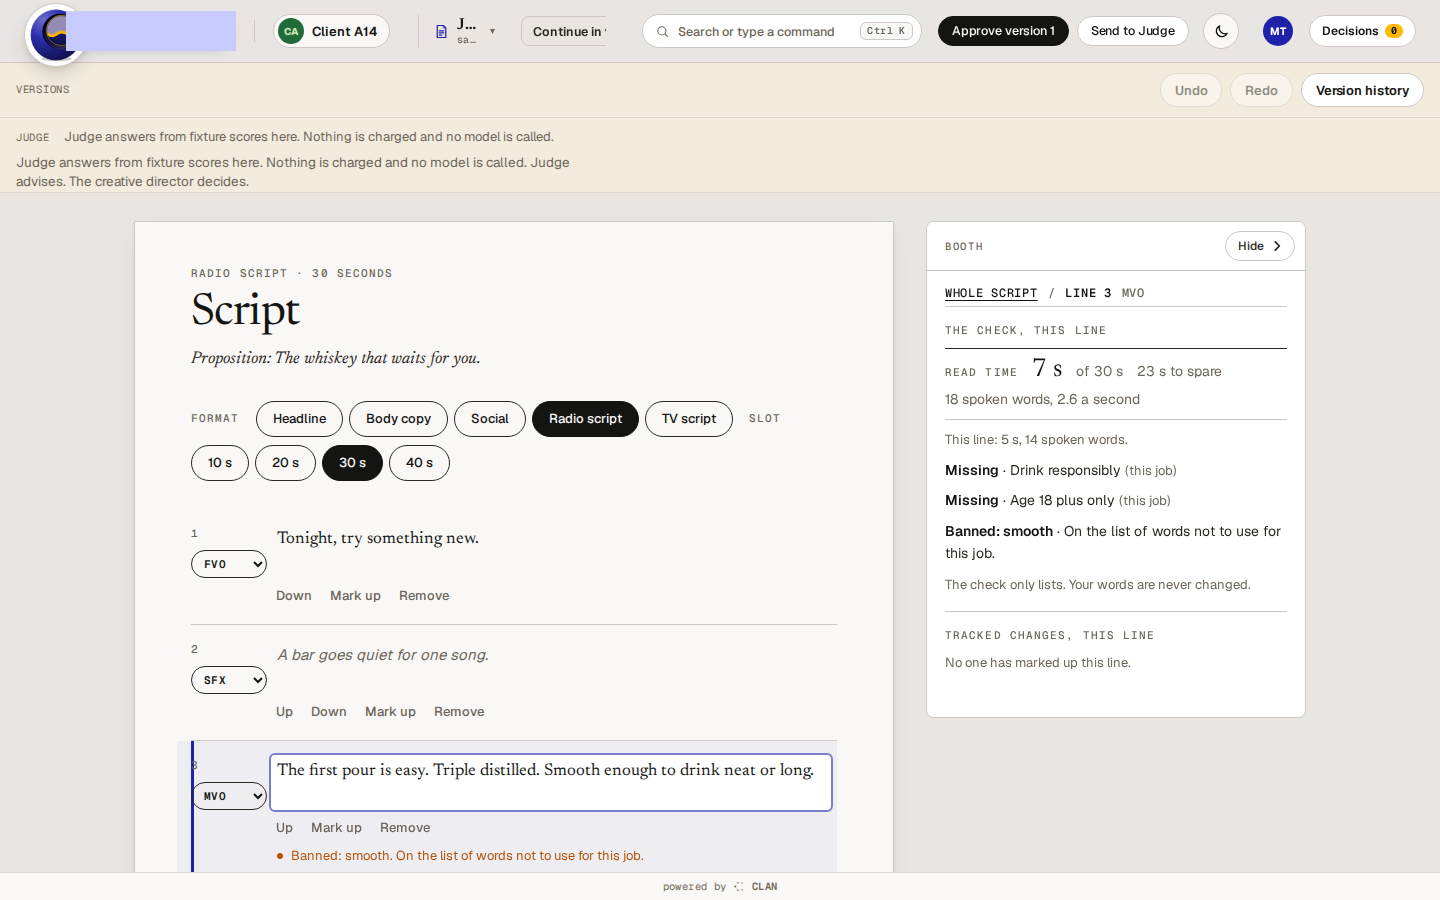 CA Client A14
J...
sa...
Continue in
Search or type a command Ctrl K
Approve version 1
Send to Judge
MT
Decisions 0
VERSIONS
Undo Redo Version history
JUDGE Judge answers from fixture scores here. Nothing is charged and no model is called.
Judge answers from fixture scores here. Nothing is charged and no model is called. Judge
advises. The creative director decides.
RADIO SCRIPT · 30 SECONDS
Script
Proposition: The whiskey that waits for you.
FORMAT Headline Body copy Social Radio script TV script SLOT
10 s 20 s 30 s 40 s
1
FVO
Tonight, try something new.
Down Mark up Remove
2
SFX
A bar goes quiet for one song.
Up Down Mark up Remove
3
MVO
The first pour is easy. Triple distilled. Smooth enough to drink neat or long.
Up Mark up Remove
Banned: smooth. On the list of words not to use for this job.
BOOTH
Hide
WHOLE SCRIPT / LINE 3 MVO
THE CHECK, THIS LINE
READ TIME 7 s of 30 s 23 s to spare
18 spoken words, 2.6 a second
This line: 5 s, 14 spoken words.
Missing · Drink responsibly (this job)
Missing · Age 18 plus only (this job)
Banned: smooth · On the list of words not to use for
this job.
The check only lists. Your words are never changed.
TRACKED CHANGES, THIS LINE
No one has marked up this line.
powered by CLAN